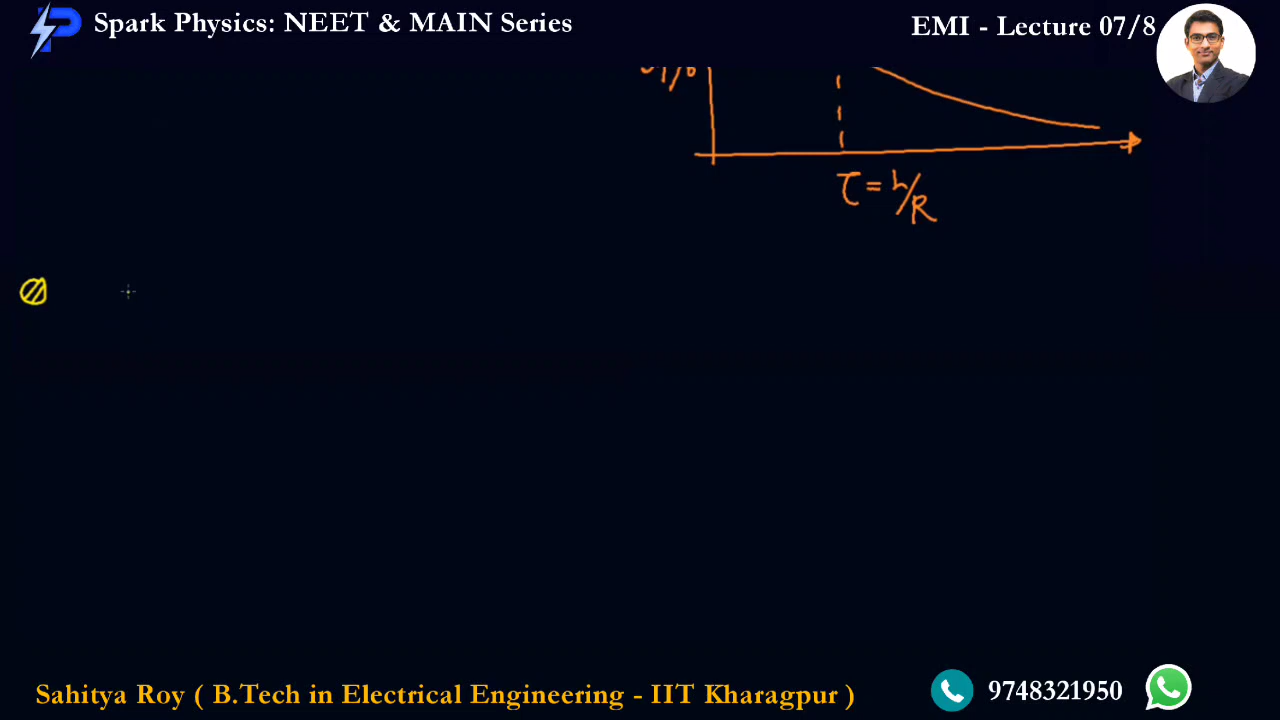 Spark Physics: NEET & MAIN Series
EMI - Lecture 07/8
τ = L/R
Sahitya Roy ( B.Tech in Electrical Engineering - IIT Kharagpur )
9748321950